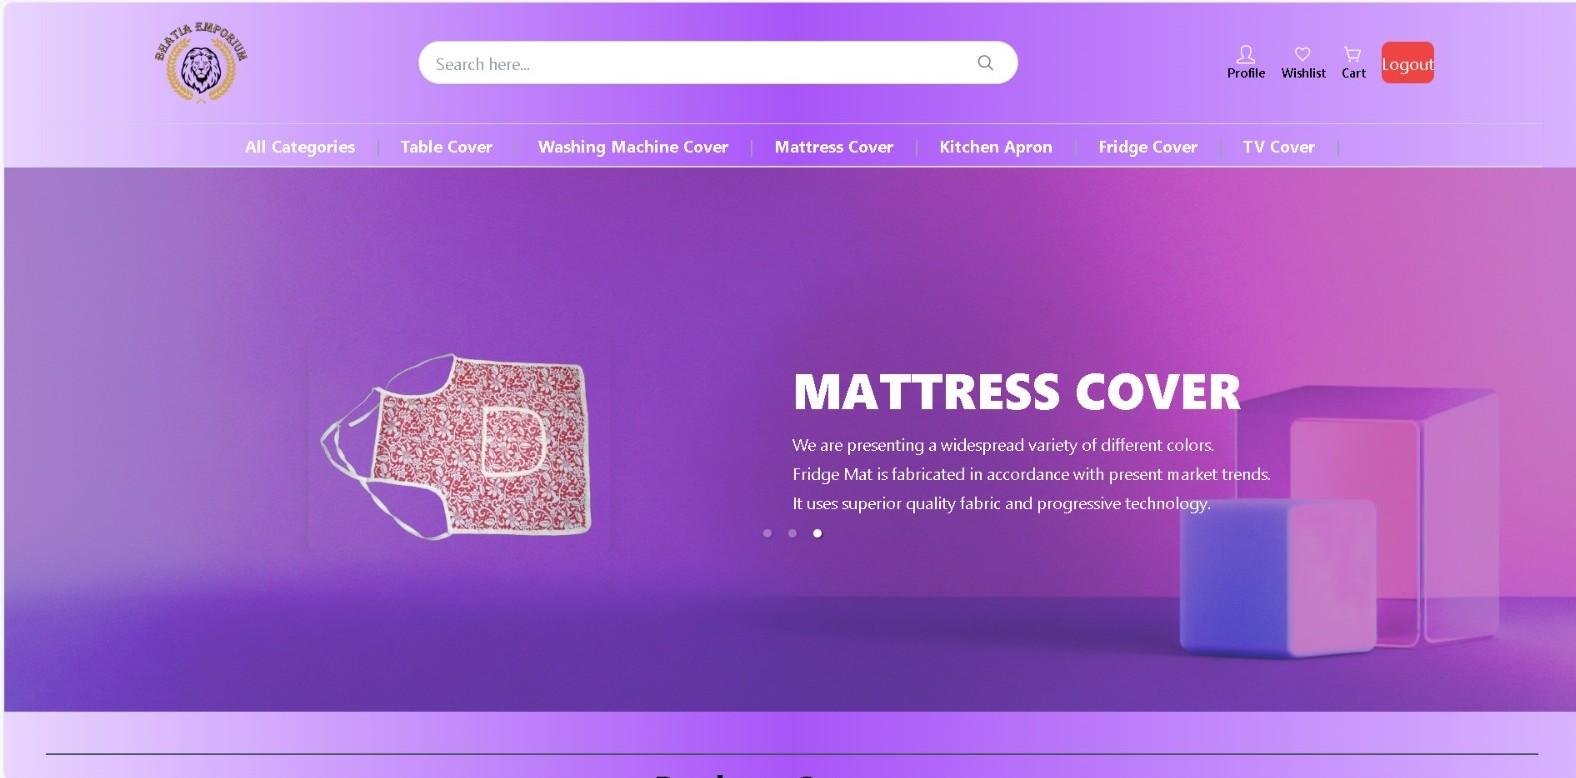 BHATIA EMPORIUM
Search here...
Profile Wishlist Cart Logout
All Categories | Table Cover | Washing Machine Cover | Mattress Cover | Kitchen Apron | Fridge Cover | TV Cover |
MATTRESS COVER
We are presenting a widespread variety of different colors.
Fridge Mat is fabricated in accordance with present market trends.
It uses superior quality fabric and progressive technology.